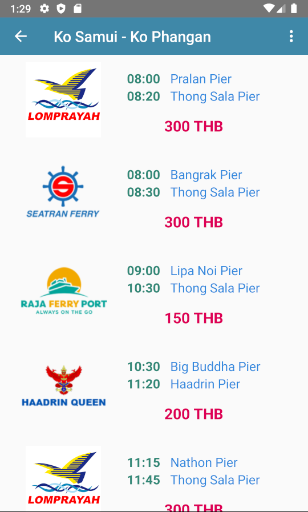 1:29
Ko Samui - Ko Phangan
LOMPRAYAH
08:00 Pralan Pier
08:20 Thong Sala Pier
300 THB
SEATRAN FERRY
08:00 Bangrak Pier
08:30 Thong Sala Pier
300 THB
RAJA FERRY PORT
ALWAYS ON THE GO
09:00 Lipa Noi Pier
10:30 Thong Sala Pier
150 THB
HAADRIN QUEEN
10:30 Big Buddha Pier
11:20 Haadrin Pier
200 THB
LOMPRAYAH
11:15 Nathon Pier
11:45 Thong Sala Pier
300 THB